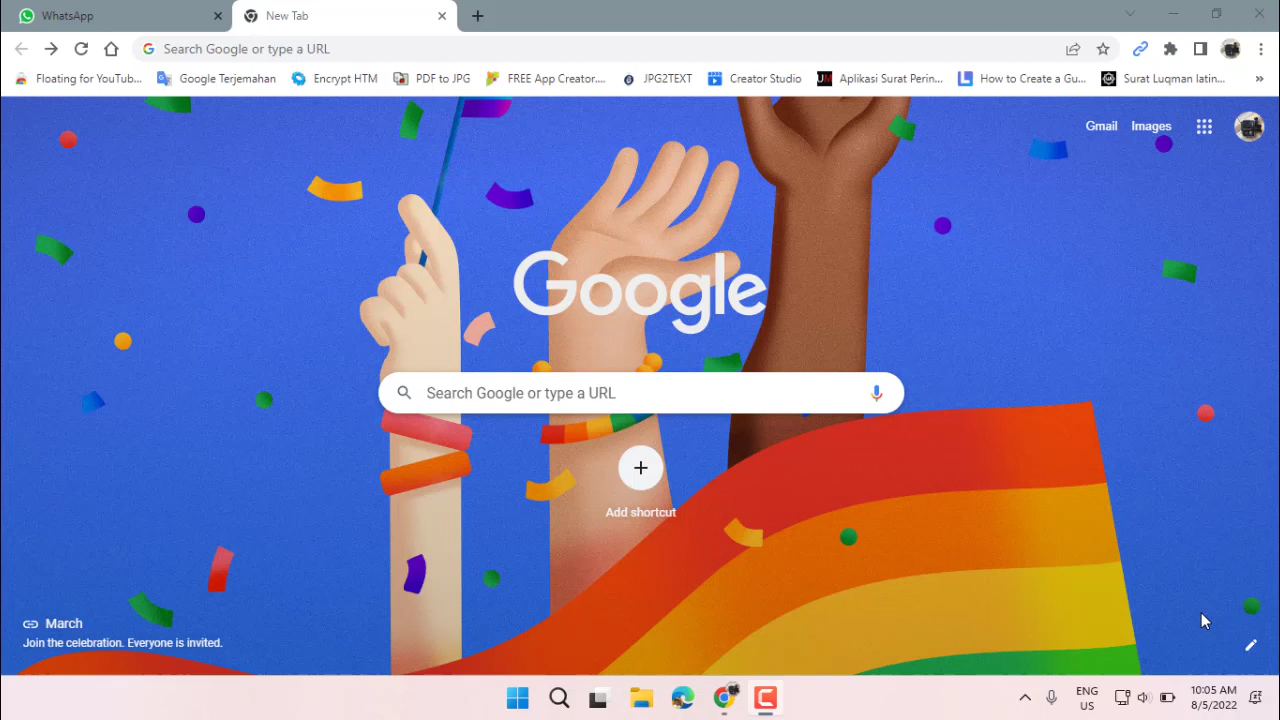 WhatsApp
New Tab
Search Google or type a URL
Floating for YouTub...
Google Terjemahan
Encrypt HTM
PDF to JPG
FREE App Creator....
JPG2TEXT
Creator Studio
Aplikasi Surat Perin...
How to Create a Gu...
Surat Luqman latin...
Gmail
Images
Google
Search Google or type a URL
Add shortcut
March
Join the celebration. Everyone is invited.
ENG
US
10:05 AM
8/5/2022